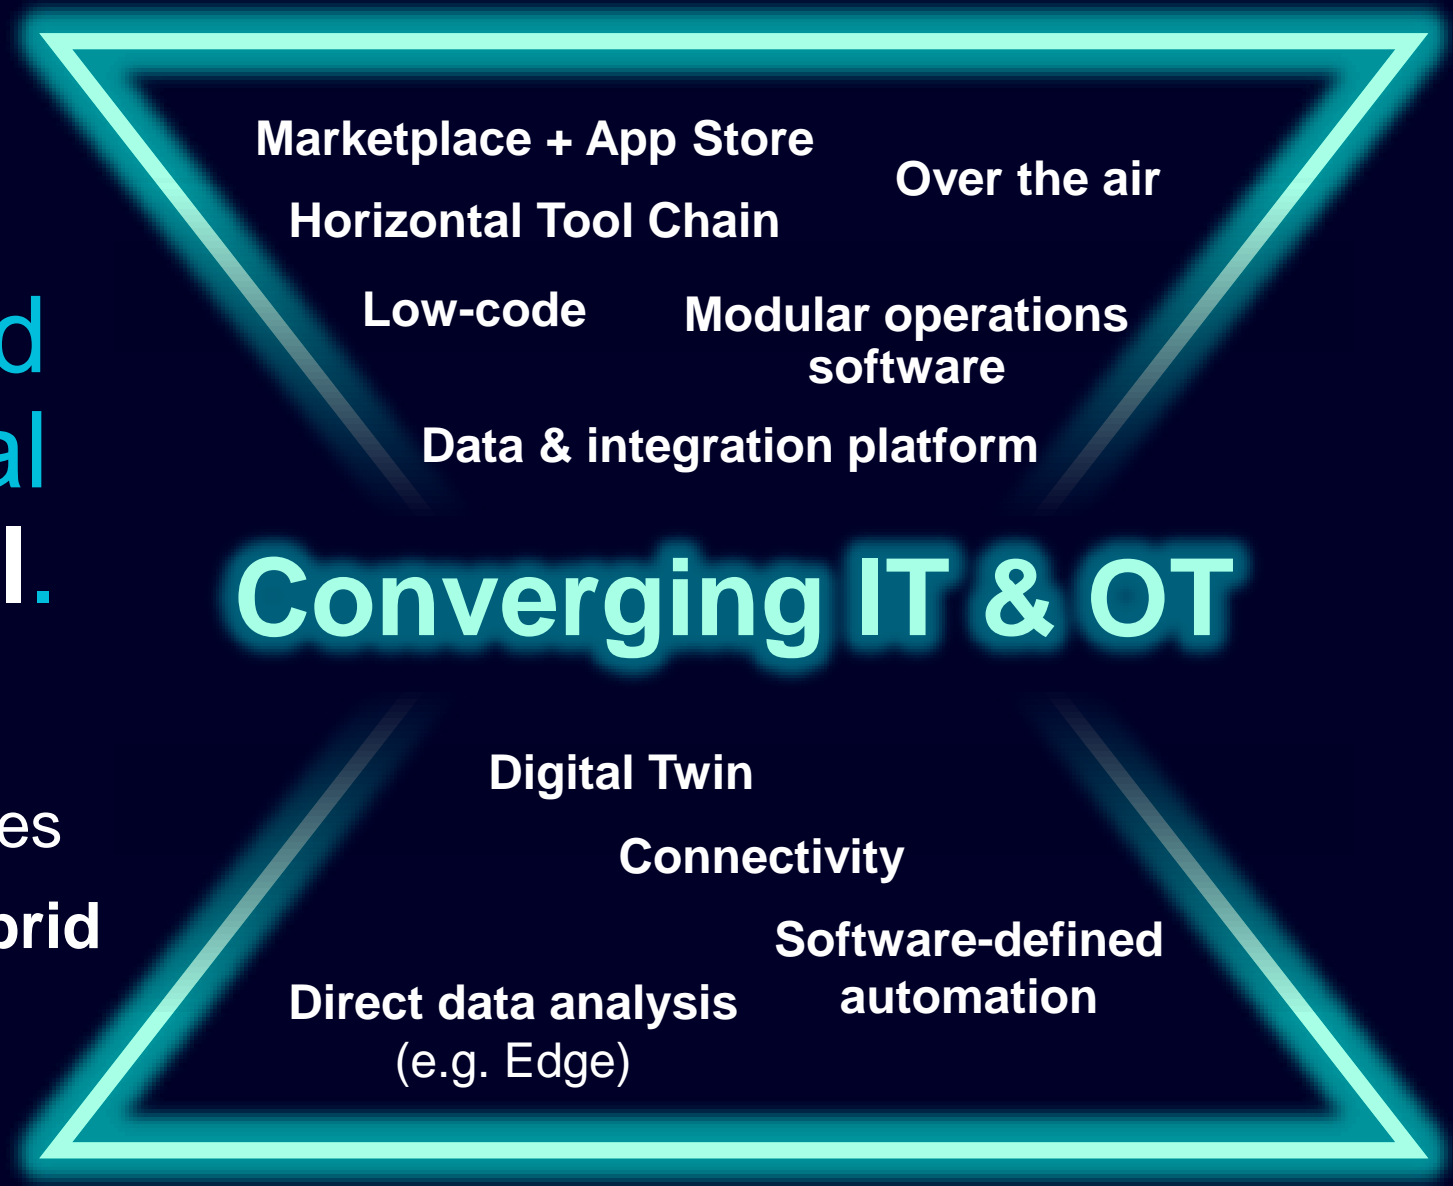 Marketplace + App Store
Over the air
Horizontal Tool Chain
Low-code
Modular operations
software
Data & integration platform
Converging IT & OT
Digital Twin
Connectivity
Software-defined
automation
Direct data analysis
(e.g. Edge)